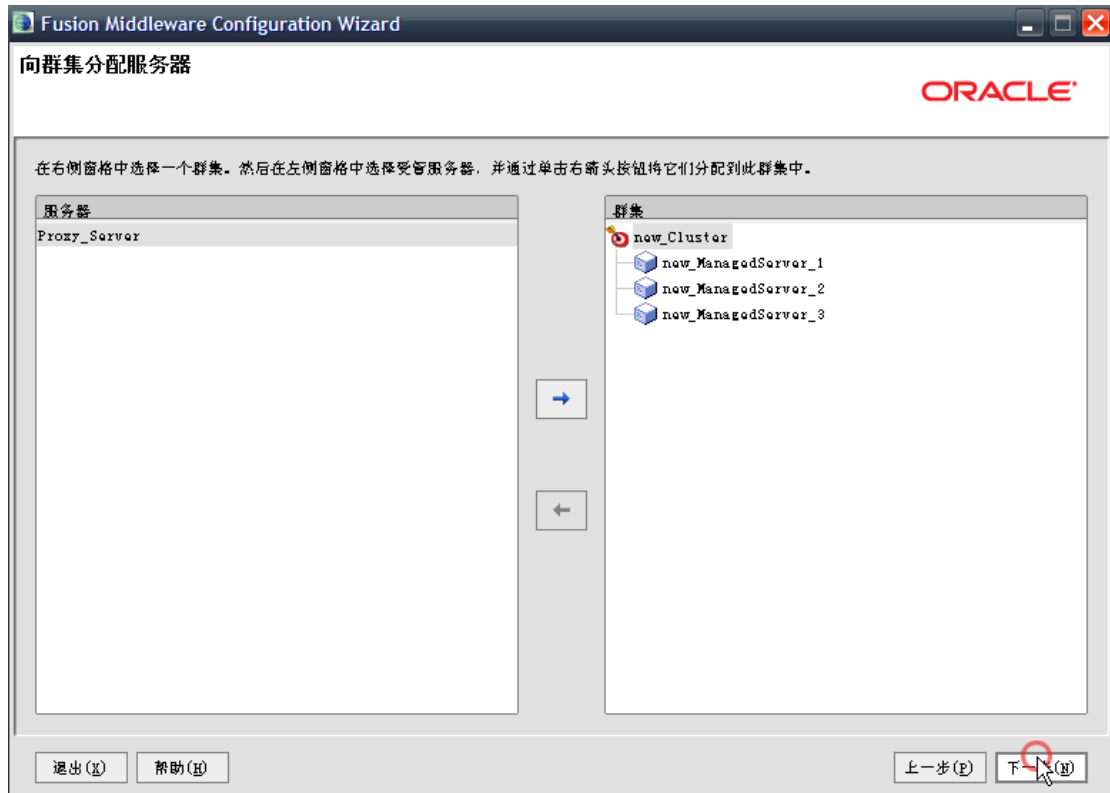 Fusion Middleware Configuration Wizard
向群集分配服务器
ORACLE
在右侧窗格中选择一个群集。然后在左侧窗格中选择受管服务器，并通过单击右箭头按钮将它们分配到此群集中。
服务器
Proxy_Server
群集
new_Cluster
new_ManagedServer_1
new_ManagedServer_2
new_ManagedServer_3
退出(X)
帮助(H)
上一步(P)
下一步(N)